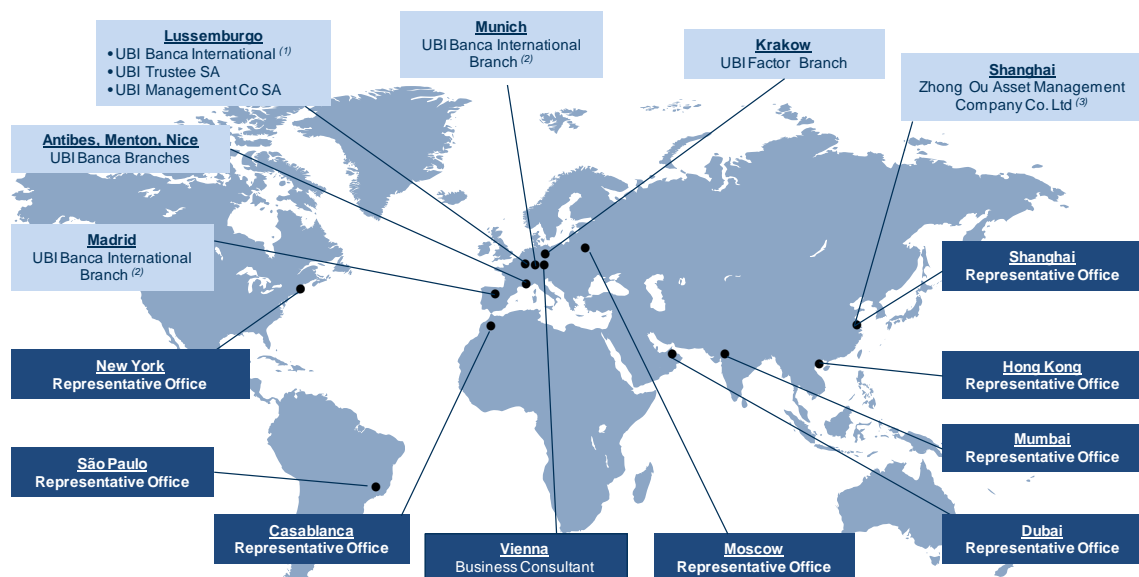 Lussemburgo
• UBI Banca International (1)
• UBI Trustee SA
• UBI Management Co SA
Munich
UBI Banca International
Branch (2)
Krakow
UBI Factor Branch
Shanghai
Zhong Ou Asset Management
Company Co. Ltd (3)
Antibes, Menton, Nice
UBI Banca Branches
Madrid
UBI Banca International
Branch (2)
Shanghai
Representative Office
New York
Representative Office
Hong Kong
Representative Office
Mumbai
Representative Office
São Paulo
Representative Office
Casablanca
Representative Office
Vienna
Business Consultant
Moscow
Representative Office
Dubai
Representative Office